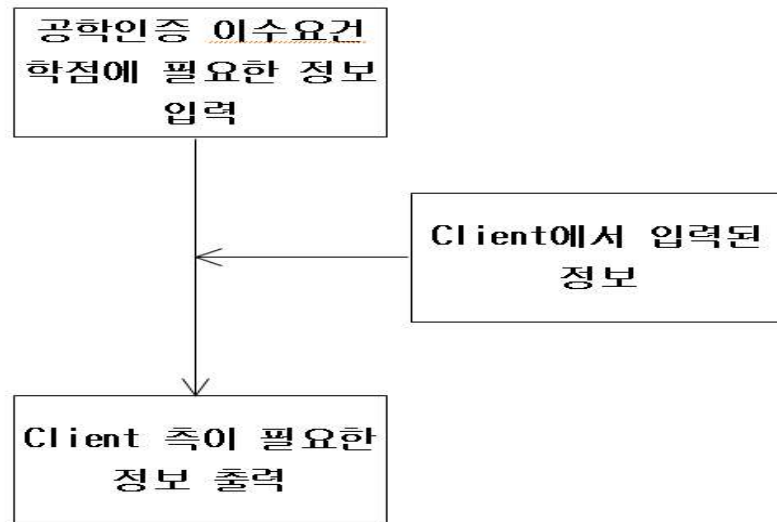 공학인증 이수요건
학점에 필요한 정보
입력
Client에서 입력된
정보
Client 측이 필요한
정보 출력